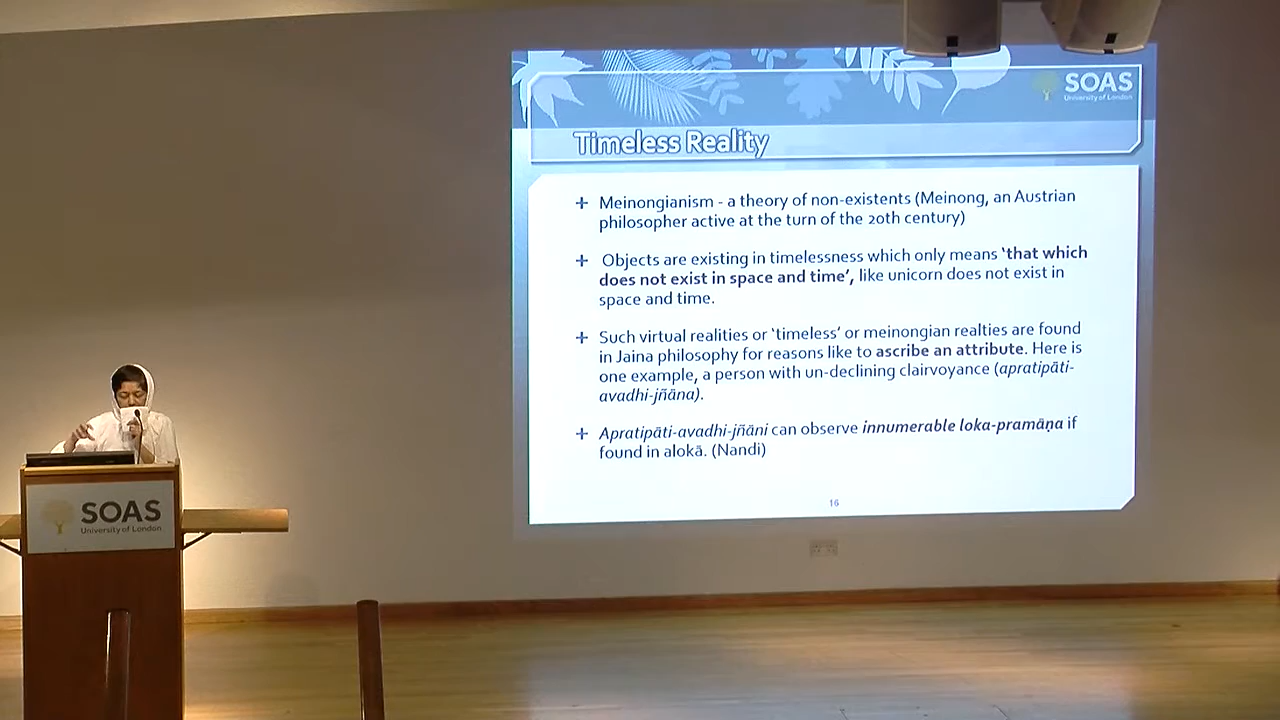 SOAS
University of London
Timeless Reality
Meinongianism - a theory of non-existents (Meinong, an Austrian
philosopher active at the turn of the 20th century)
Objects are existing in timelessness which only means ‘that which
does not exist in space and time’, like unicorn does not exist in
space and time.
Such virtual realities or ‘timeless’ or meinongian realties are found
in Jaina philosophy for reasons like to ascribe an attribute. Here is
one example, a person with un-declining clairvoyance (apratipāti-
avadhi-jñāna).
Apratipāti-avadhi-jñāni can observe innumerable loka-pramāṇa if
found in alokā. (Nandi)
16
SOAS
University of London